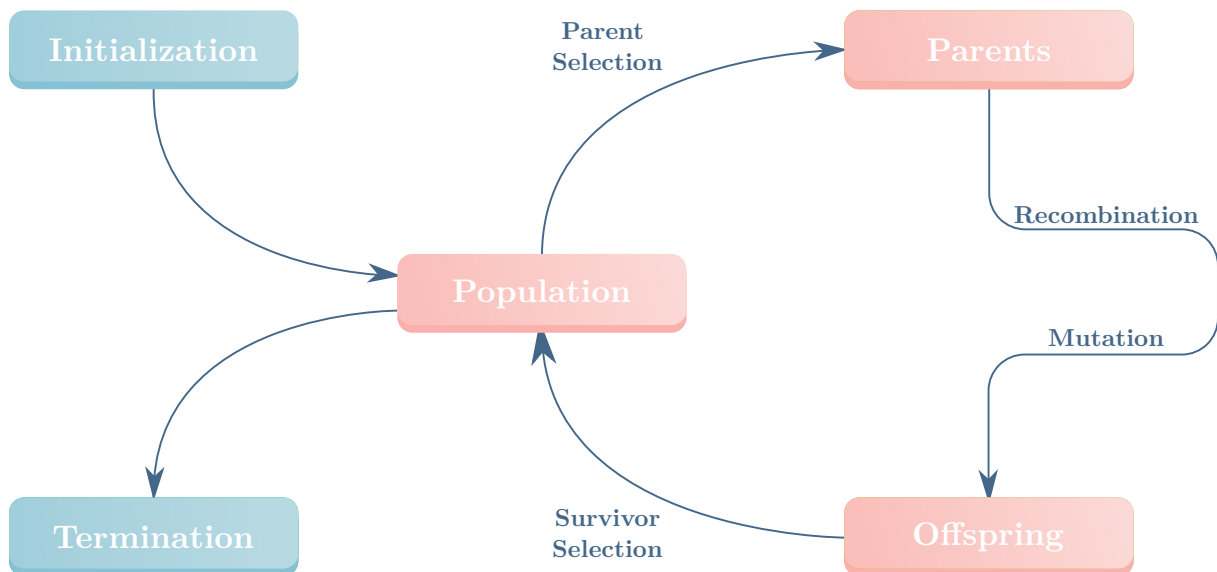 Initialization
Parent
Selection
Parents
Recombination
Population
Mutation
Survivor
Selection
Termination
Offspring